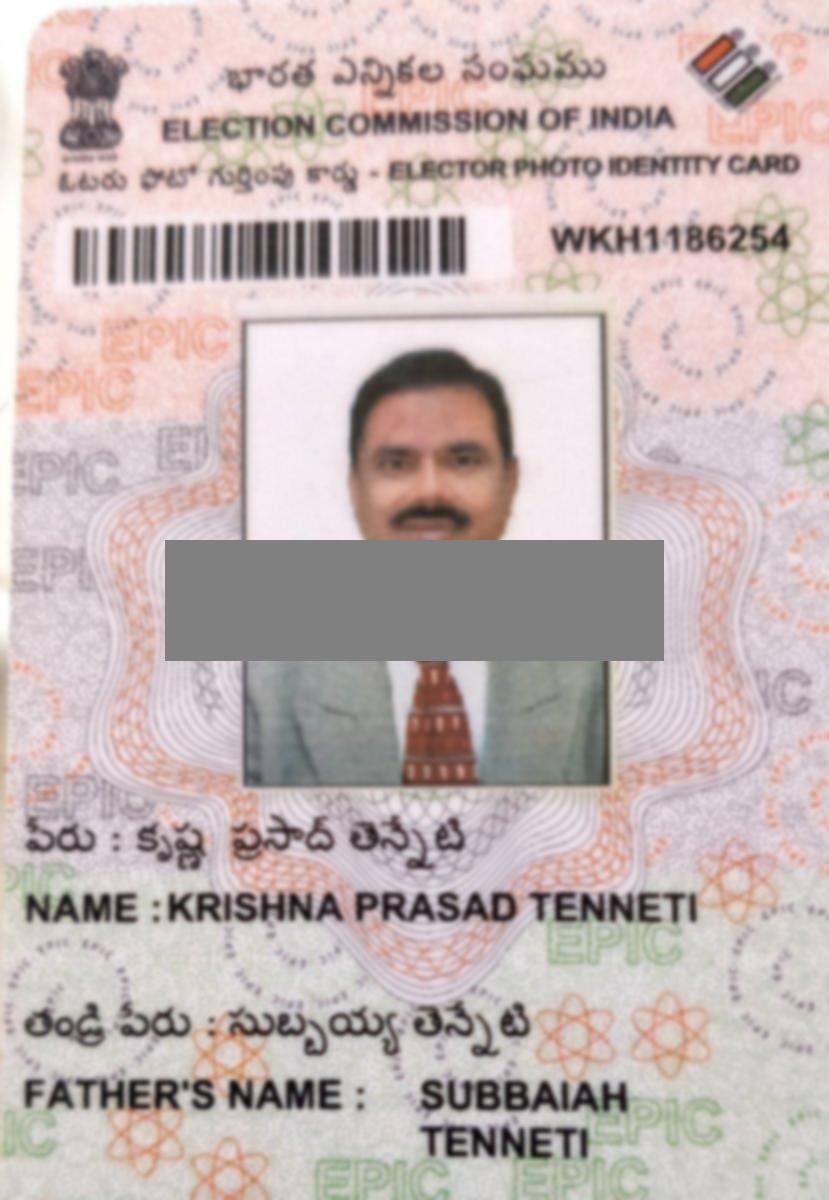 భారత ఎన్నికల సంఘము
ELECTION COMMISSION OF INDIA
ఓటరు ఫోటో గుర్తింపు కార్డు - ELECTOR PHOTO IDENTITY CARD
WKH1186254
పేరు : కృష్ణ ప్రసాద్ తెన్నేటి
NAME : KRISHNA PRASAD TENNETI
తండ్రి పేరు : సుబ్బయ్య తెన్నేటి
FATHER'S NAME : SUBBAIAH
TENNETI